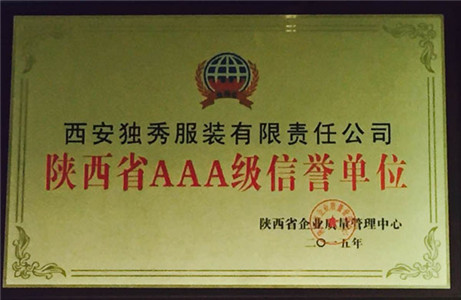 西安独秀服装有限责任公司
陕西省AAA级信誉单位
陕西省企业质量管理中心
二〇一五年